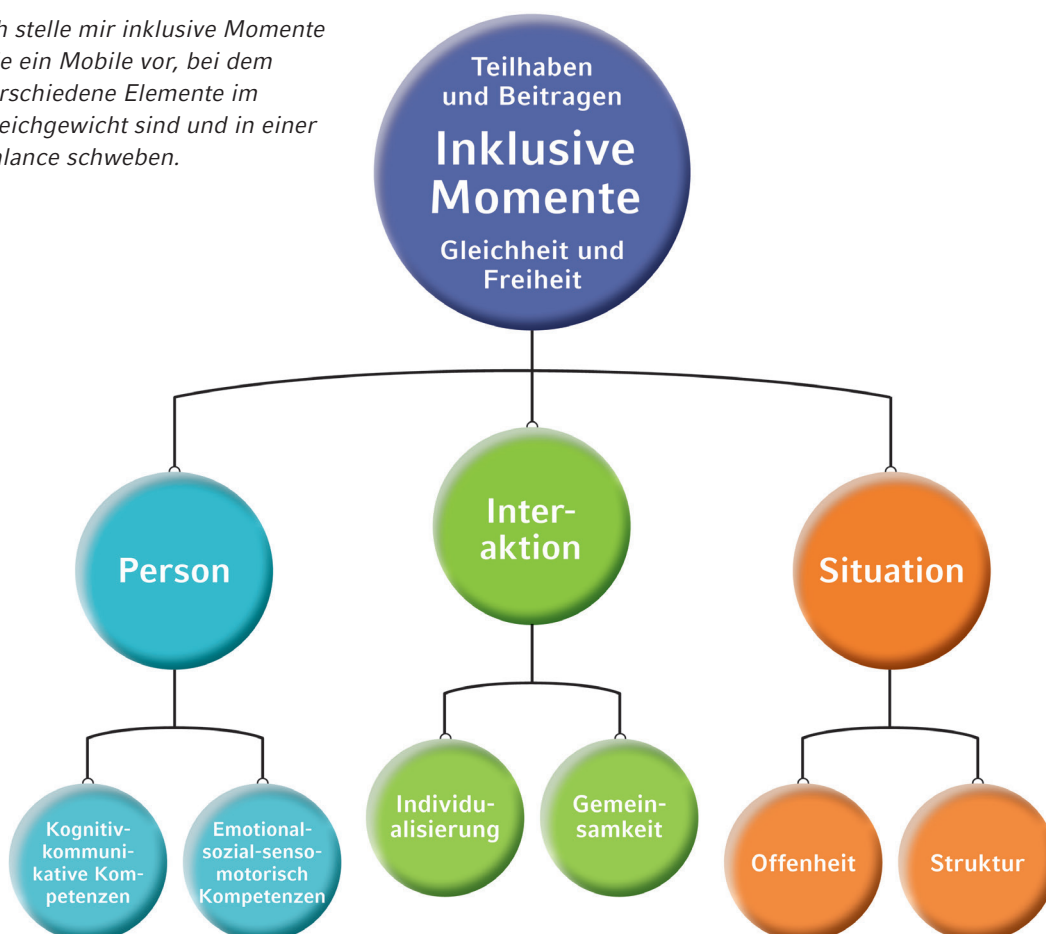 h stelle mir inklusive Momente
e ein Mobile vor, bei dem
rschiedene Elemente im
eichgewicht sind und in einer
alance schweben.
Teilhaben
und Beitragen
Inklusive
Momente
Gleichheit und
Freiheit
Person
Inter-
aktion
Situation
Kognitiv-
kommuni-
kative Kom-
petenzen
Emotional-
sozial-senso-
motorisch
Kompetenzen
Individu-
alisierung
Gemein-
samkeit
Offenheit
Struktur